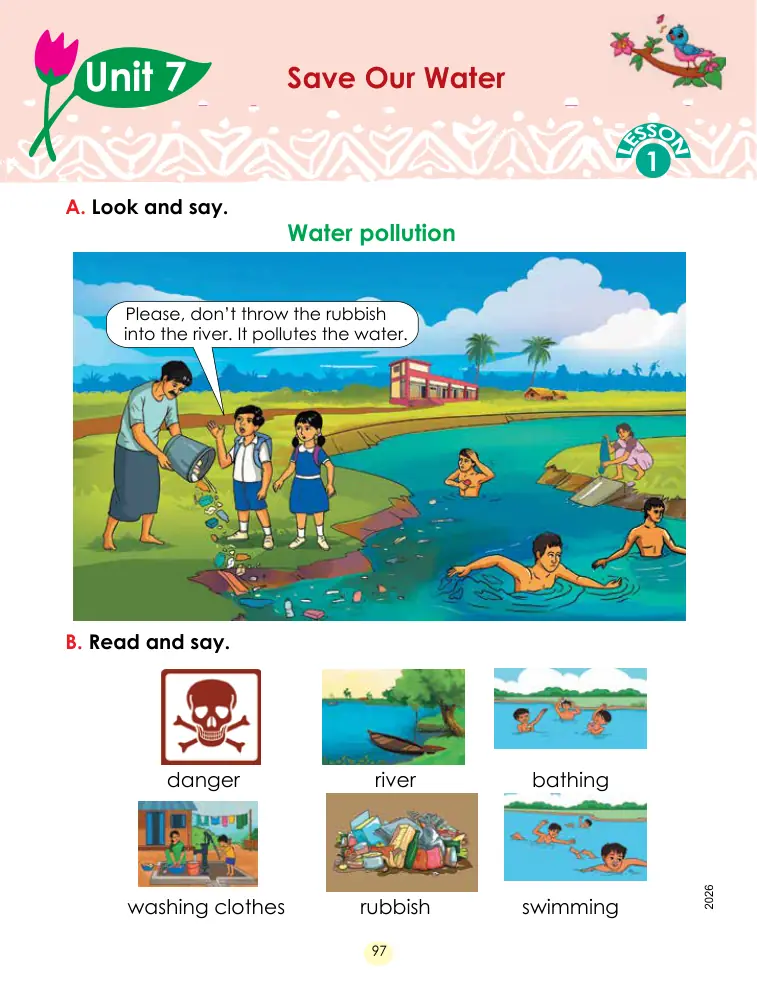 Unit 7
Save Our Water
LESSON
1
A. Look and say.
Water pollution
Please, don’t throw the rubbish
into the river. It pollutes the water.
B. Read and say.
danger
river
bathing
washing clothes
rubbish
swimming
2026
97